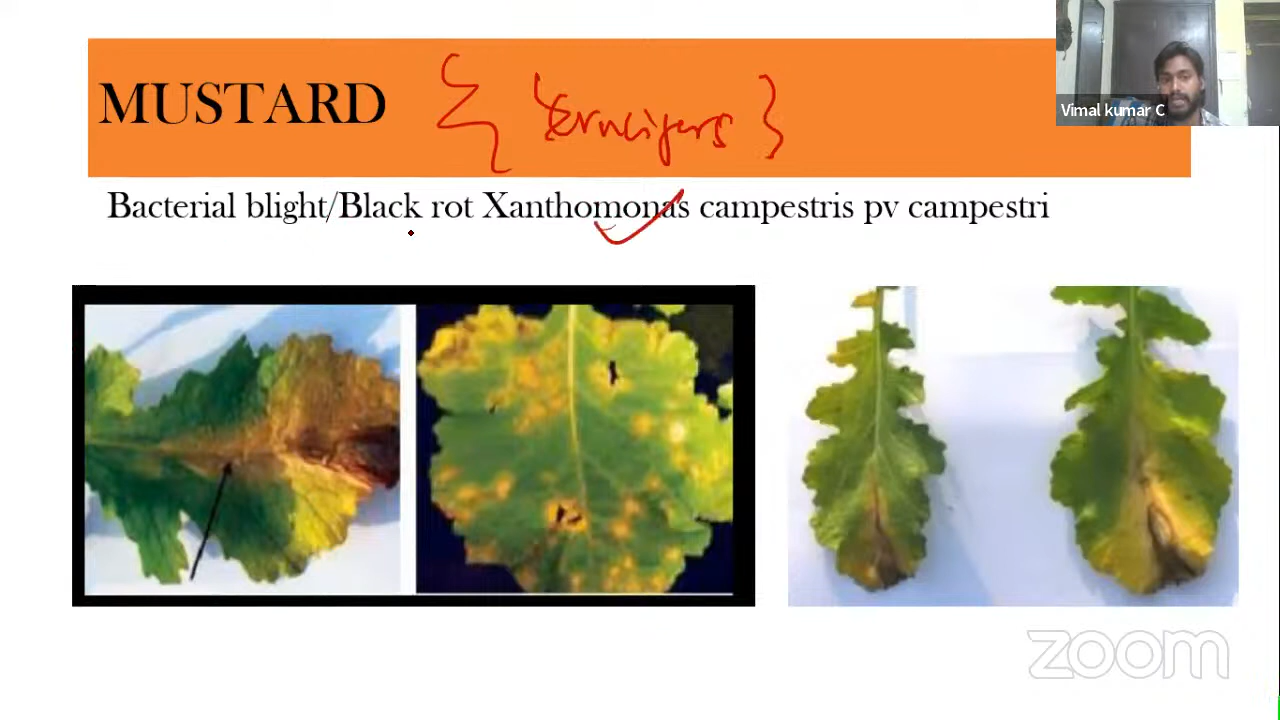 MUSTARD { crucifers }
Vimal kumar C
Bacterial blight/Black rot Xanthomonas campestris pv campestri
zoom